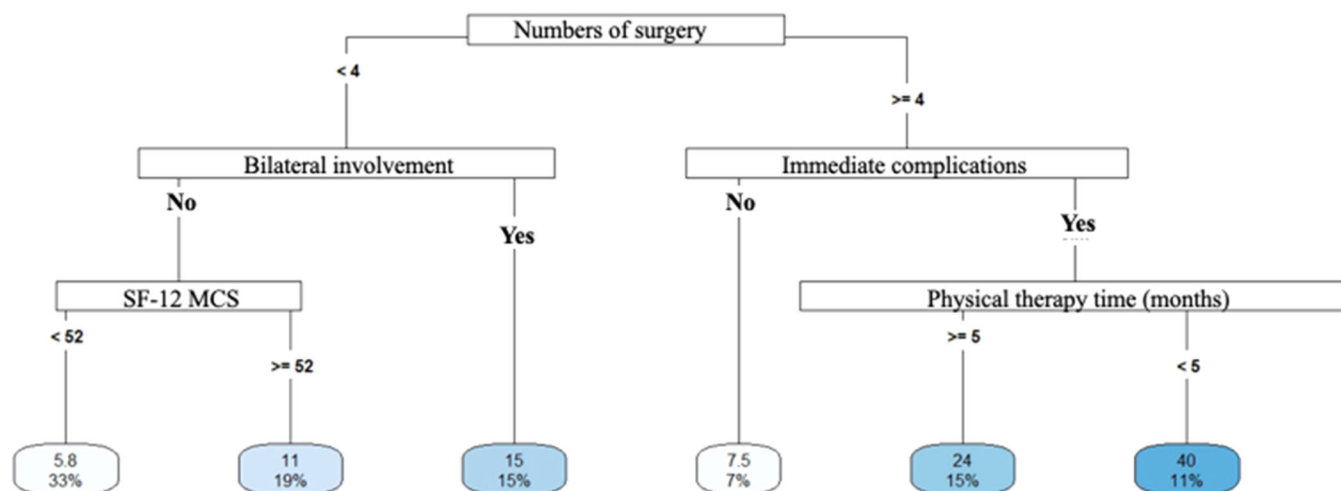 Numbers of surgery
< 4
>= 4
Bilateral involvement
Immediate complications
No
Yes
No
Yes
SF-12 MCS
Physical therapy time (months)
< 52
>= 52
>= 5
< 5
5.8
33%
11
19%
15
15%
7.5
7%
24
15%
40
11%